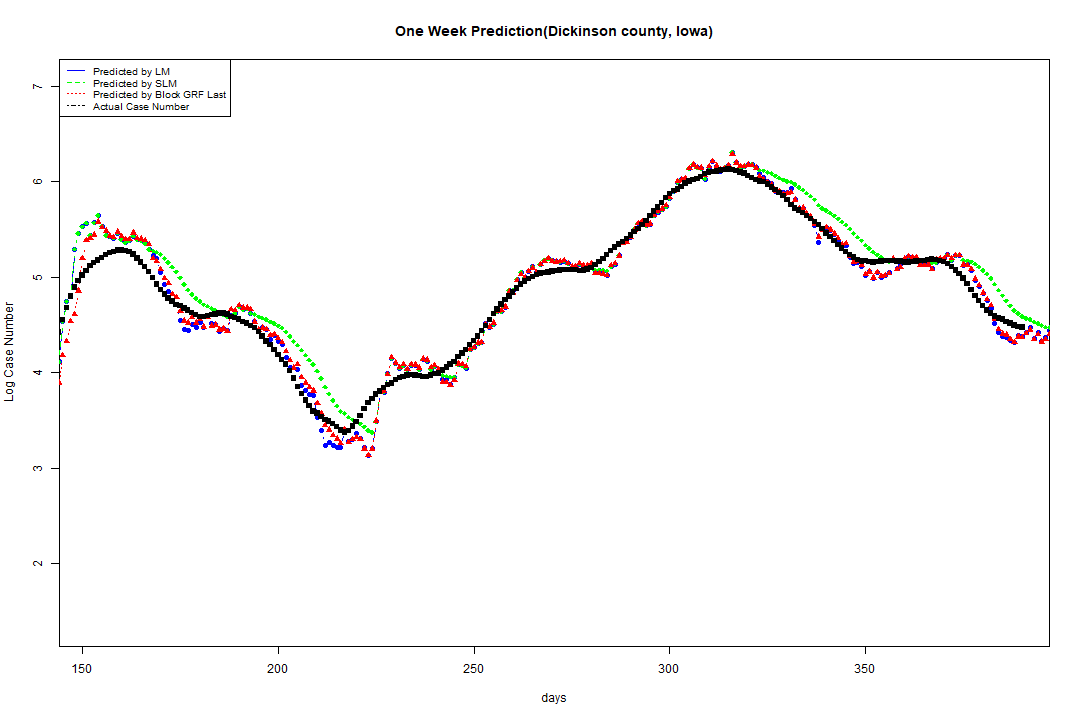 One Week Prediction(Dickinson county, Iowa)
Predicted by LM
Predicted by SLM
Predicted by Block GRF Last
Actual Case Number
7
6
5
4
3
2
Log Case Number
150 200 250 300 350
days